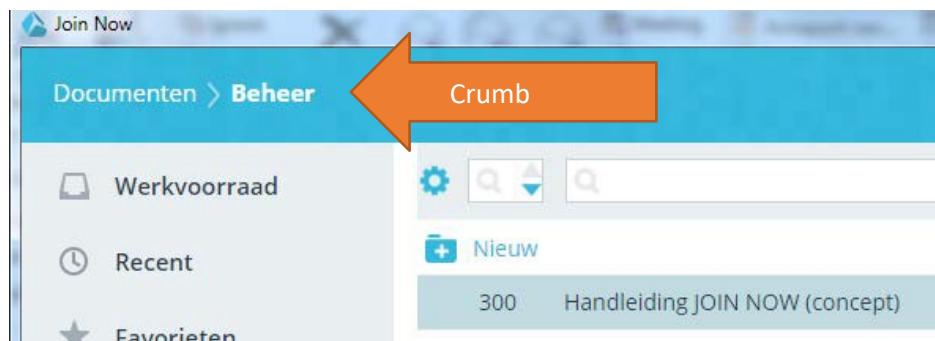 Join Now
Documenten > Beheer
Crumb
Werkvoorraad
Recent
Favorieten
Nieuw
300 Handleiding JOIN NOW (concept)